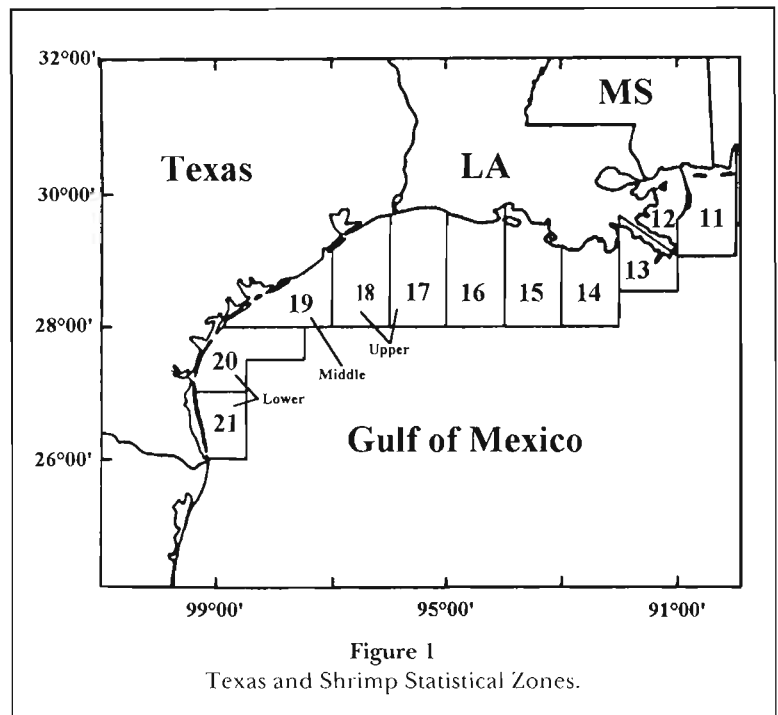 32°00'
MS
Texas
LA
30°00'
12
11
13
19
18
17
16
15
14
28°00'
Upper
Middle
20
Lower
21
Gulf of Mexico
26°00'
99°00'
95°00'
91°00'
Figure 1
Texas and Shrimp Statistical Zones.